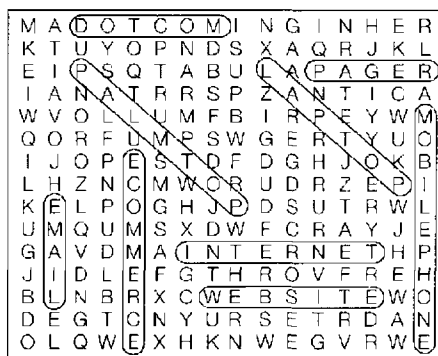 M A D O T C O M I N G I N H E R
K T U Y O P N D S X A Q R J K L
E I P S Q T A B U L A P A G E R
I A N A T R R S P Z A N T I C A
W V O L L U M F B I R P E Y W M
Q O R F U M P S W G E R T Y U O
I J O P E S T D F D G H J O K B
L H Z N C M W O R U D R Z E P I
K E L P O G H J P D S U T R W L
U M Q U M S X D W F C R A Y J E
G A V D M A I N T E R N E T H P
J I D L E F G T H R O V F R E H
B L N B R X C W E B S I T E W O
D E G T C N Y U R S E T R D A N
O L Q W E X H K N W E G V R W E